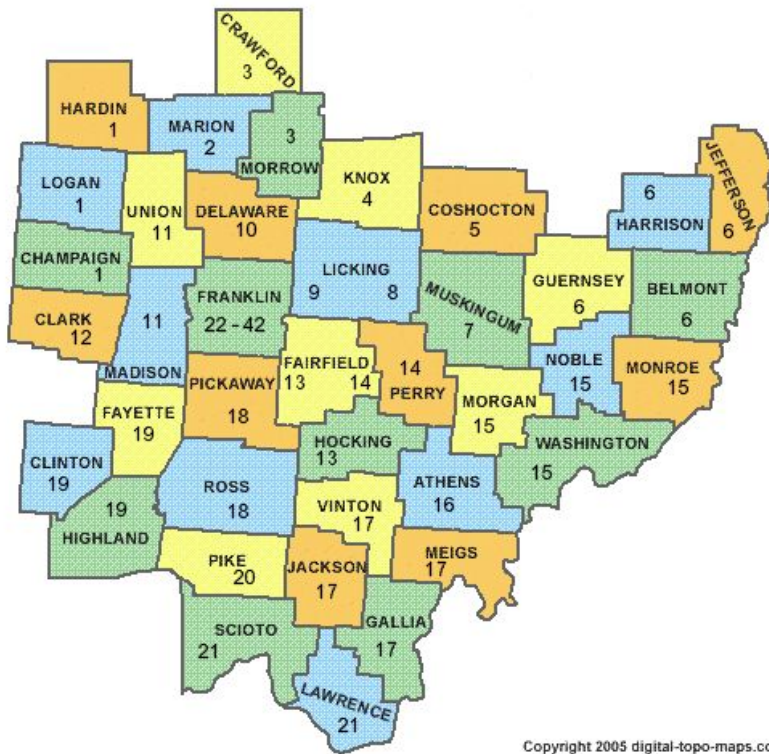 CRAWFORD
3
HARDIN
1
MARION
2
3
MORROW
LOGAN
1
UNION
11
DELAWARE
10
KNOX
4
COSHOCTON
5
6
HARRISON
JEFFERSON
6
CHAMPAIGN
1
FRANKLIN
22 - 42
LICKING
9 8
MUSKINGUM
7
GUERNSEY
6
BELMONT
6
CLARK
12
11
MADISON
PICKAWAY
18
FAIRFIELD
13 14
14
PERRY
MORGAN
15
NOBLE
15
MONROE
15
FAYETTE
19
CLINTON
19
ROSS
18
HOCKING
13
ATHENS
16
WASHINGTON
15
19
HIGHLAND
VINTON
17
PIKE
20
JACKSON
17
MEIGS
17
SCIOTO
21
GALLIA
17
LAWRENCE
21
Copyright 2005 digital-topo-maps.co